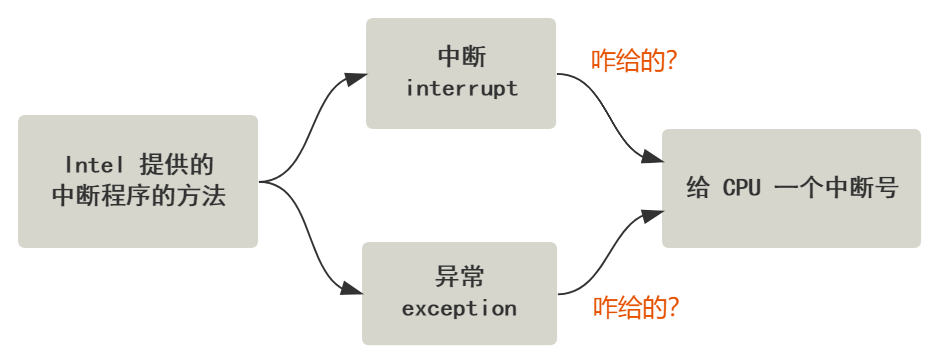 Intel 提供的
中断程序的方法
中断
interrupt
咋给的?
异常
exception
咋给的?
给 CPU 一个中断号